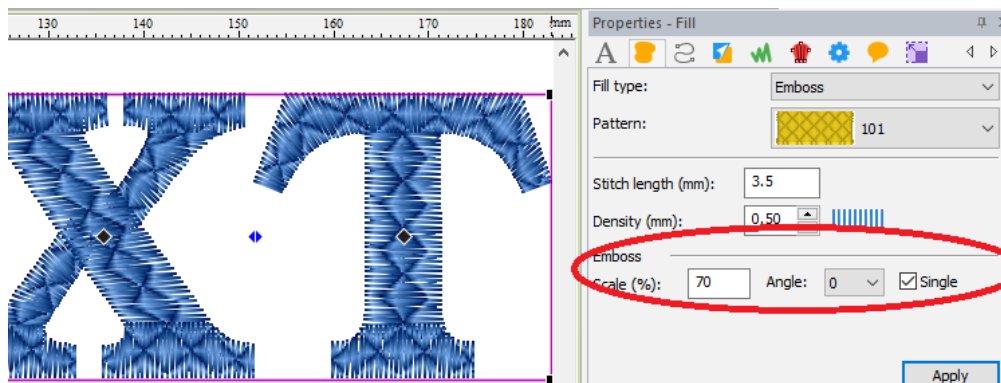 130 140 150 160 170 180 mm
Properties - Fill
A
Fill type: Emboss
Pattern: 101
Stitch length (mm): 3.5
Density (mm): 0.50
Emboss
Scale (%): 70 Angle: 0 Single
Apply
XT